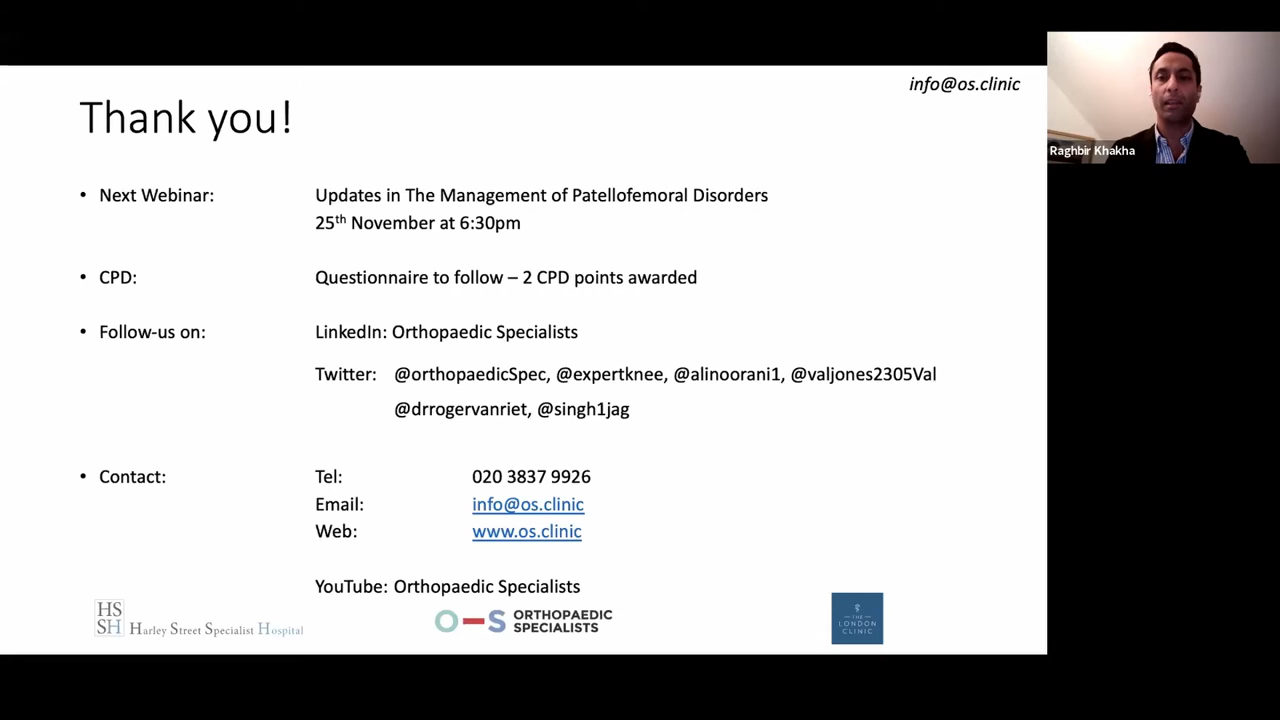 info@os.clinic
Thank you!
Raghbir Khakha
• Next Webinar: Updates in The Management of Patellofemoral Disorders
25th November at 6:30pm
• CPD: Questionnaire to follow – 2 CPD points awarded
• Follow-us on: LinkedIn: Orthopaedic Specialists
Twitter: @orthopaedicSpec, @expertknee, @alinoorani1, @valjones2305Val
@drrogervanriet, @singh1jag
• Contact: Tel: 020 3837 9926
Email: info@os.clinic
Web: www.os.clinic
YouTube: Orthopaedic Specialists
HS
SH Harley Street Specialist Hospital
O–S ORTHOPAEDIC
SPECIALISTS
THE
LONDON
CLINIC